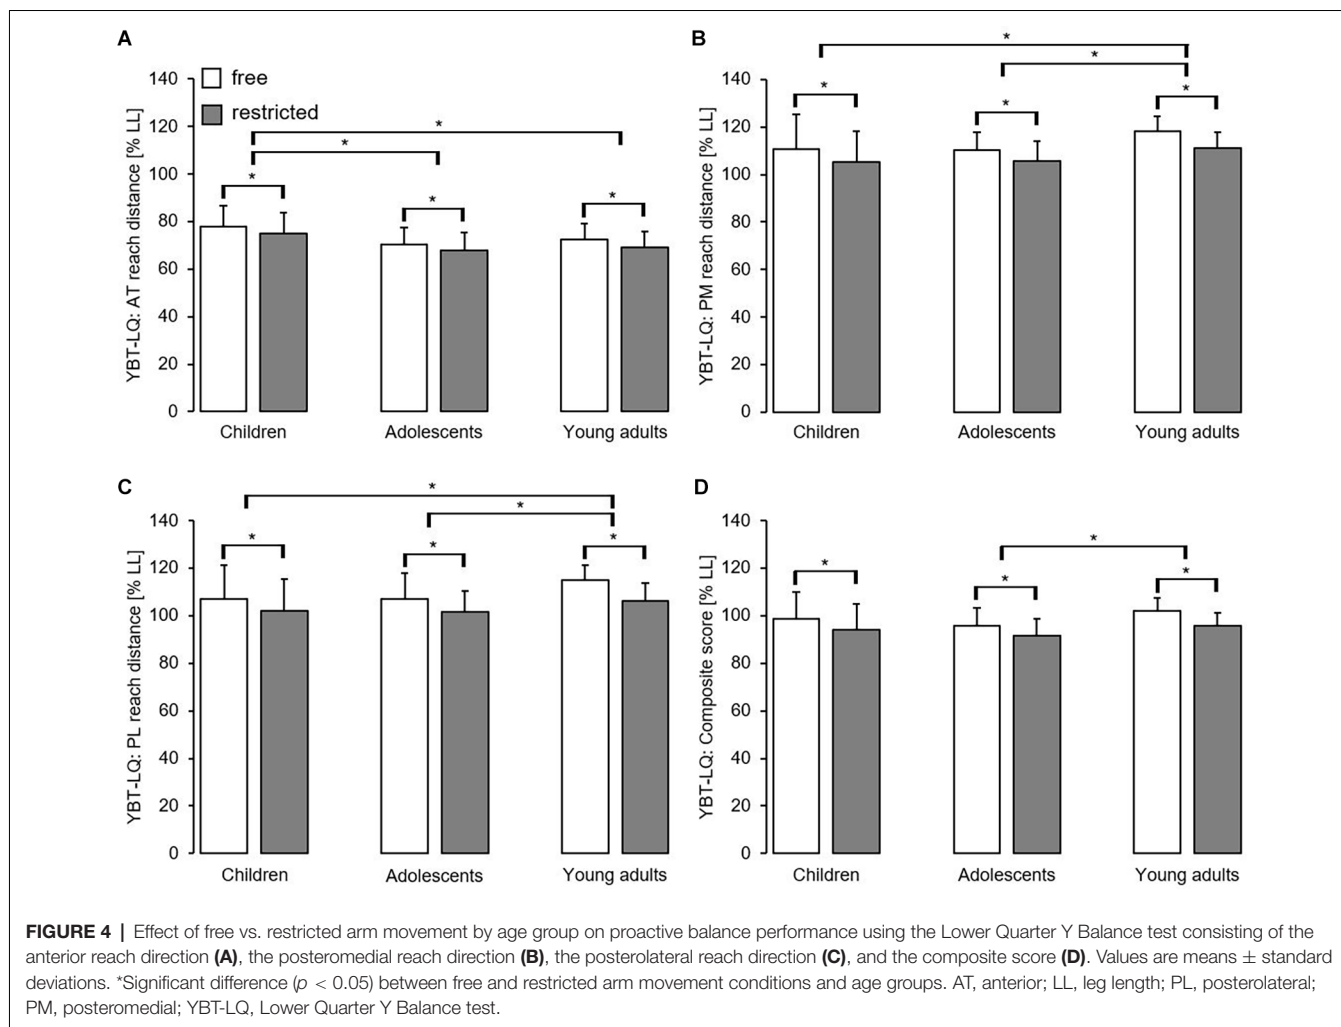 A
YBT-LQ: AT reach distance [% LL]
140
120
100
80
60
40
20
0
free
restricted
*
*
*
*
*
Children
Adolescents
Young adults
B
YBT-LQ: PM reach distance [% LL]
140
120
100
80
60
40
20
0
*
*
*
*
*
Children
Adolescents
Young adults
C
YBT-LQ: PL reach distance [% LL]
140
120
100
80
60
40
20
0
*
*
*
*
*
Children
Adolescents
Young adults
D
YBT-LQ: Composite score [% LL]
140
120
100
80
60
40
20
0
*
*
*
*
Children
Adolescents
Young adults
FIGURE 4 | Effect of free vs. restricted arm movement by age group on proactive balance performance using the Lower Quarter Y Balance test consisting of the
anterior reach direction (A), the posteromedial reach direction (B), the posterolateral reach direction (C), and the composite score (D). Values are means ± standard
deviations. *Significant difference (p < 0.05) between free and restricted arm movement conditions and age groups. AT, anterior; LL, leg length; PL, posterolateral;
PM, posteromedial; YBT-LQ, Lower Quarter Y Balance test.